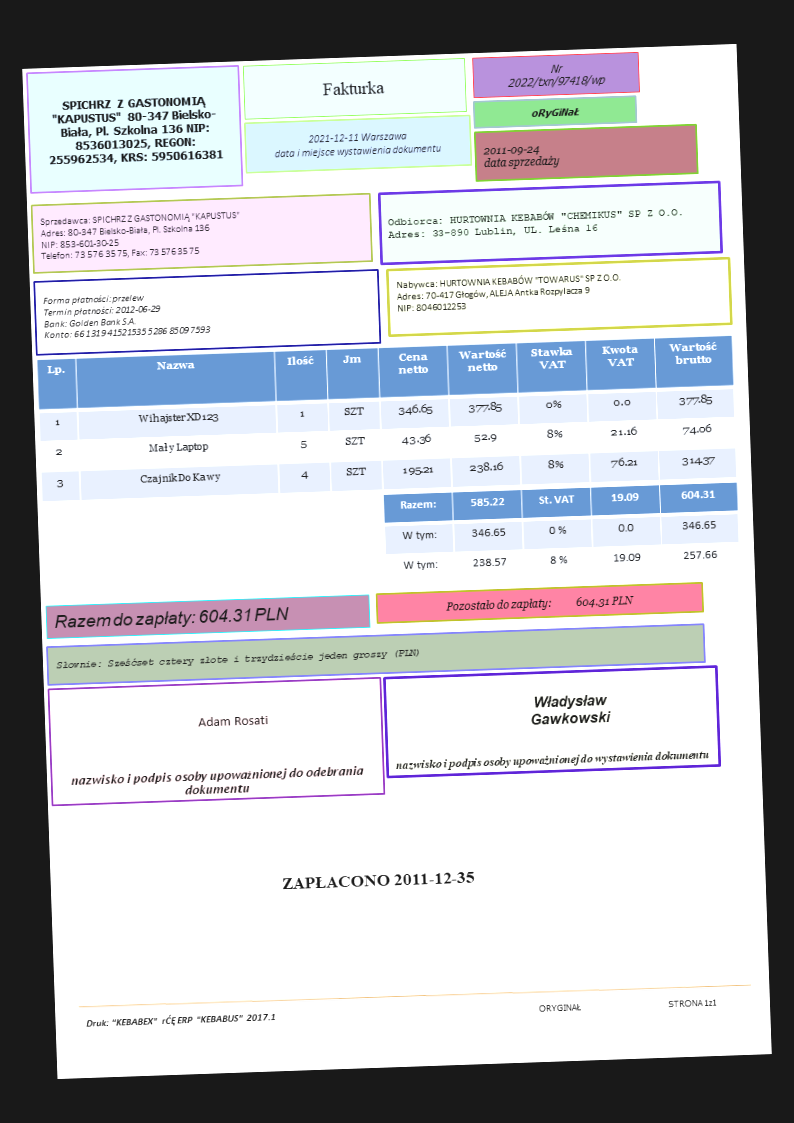 SPICHRZ Z GASTONOMIĄ
"KAPUSTUS" 80-347 Bielsko-
Biała, Pl. Szkolna 136 NIP:
8536013025, REGON:
255962534, KRS: 5950616381
Fakturka
2021-12-11 Warszawa
data i miejsce wystawienia dokumentu
Nr
2022/txn/97418/wp
oRyGiNaŁ
2011-09-24
data sprzedaży
Sprzedawca: SPICHRZ Z GASTONOMIĄ "KAPUSTUS"
Adres: 80-347 Bielsko-Biała, Pl. Szkolna 136
NIP: 853-601-30-25
Telefon: 73 576 35 75, Fax: 73 576 35 75
Odbiorca: HURTOWNIA KEBABÓW "CHEMIKUS" SP Z O.O.
Adres: 33-890 Lublin, UL. Leśna 16
Forma płatności: przelew
Termin płatności: 2012-06-29
Bank: Golden Bank S.A.
Konto: 66 1319 4152 1535 5286 8509 7593
Nabywca: HURTOWNIA KEBABÓW "TOWARUS" SP Z O.O.
Adres: 70-417 Głogów, ALEJA Antka Rozpylacza 9
NIP: 8046012253
Lp. Nazwa Ilość Jm Cena netto Wartość netto Stawka VAT Kwota VAT Wartość brutto
1 Wihajster XD123 1 SZT 346.65 377.85 0% 0.0 377.85
2 Mały Laptop 5 SZT 43.36 52.9 8% 21.16 74.06
3 Czajnik Do Kawy 4 SZT 195.21 238.16 8% 76.21 314.37
Razem: 585.22 St. VAT 19.09 604.31
W tym: 346.65 0 % 0.0 346.65
W tym: 238.57 8 % 19.09 257.66
Razem do zapłaty: 604.31 PLN
Pozostało do zapłaty: 604.31 PLN
Słownie: Sześćset cztery złote i trzydzieście jeden groszy (PLN)
Adam Rosati
nazwisko i podpis osoby upoważnionej do odebrania
dokumentu
Władysław
Gawkowski
nazwisko i podpis osoby upoważnionej do wystawienia dokumentu
ZAPŁACONO 2011-12-35
Druk: "KEBABEX" rĆĘ ERP "KEBABUS" 2017.1
ORYGINAŁ
STRONA 1z1